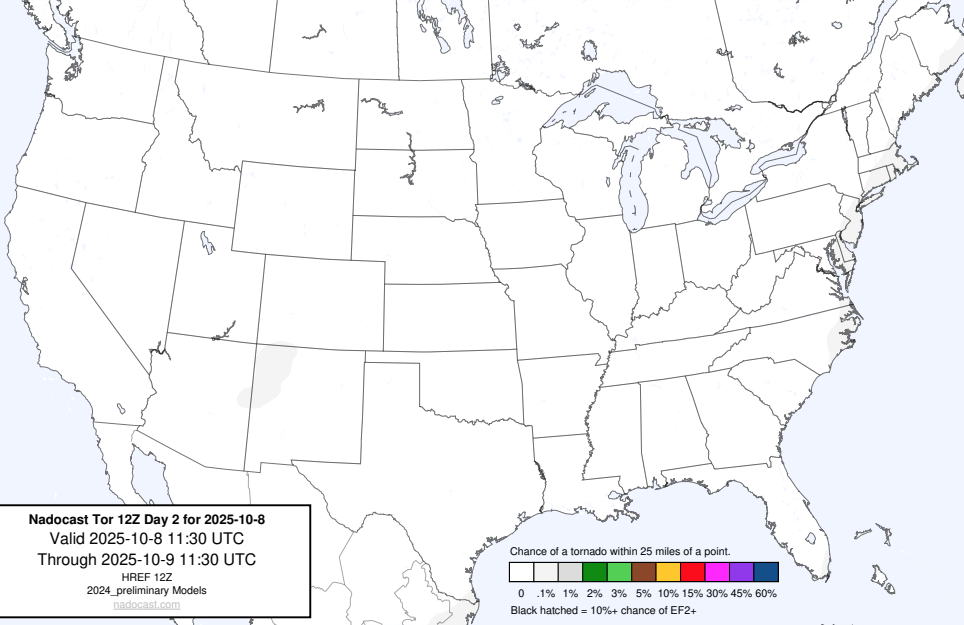 Nadocast Tor 12Z Day 2 for 2025-10-8
Valid 2025-10-8 11:30 UTC
Through 2025-10-9 11:30 UTC
HREF 12Z
2024_preliminary Models
nadocast.com
Chance of a tornado within 25 miles of a point.
0 .1% 1% 2% 3% 5% 10% 15% 30% 45% 60%
Black hatched = 10%+ chance of EF2+